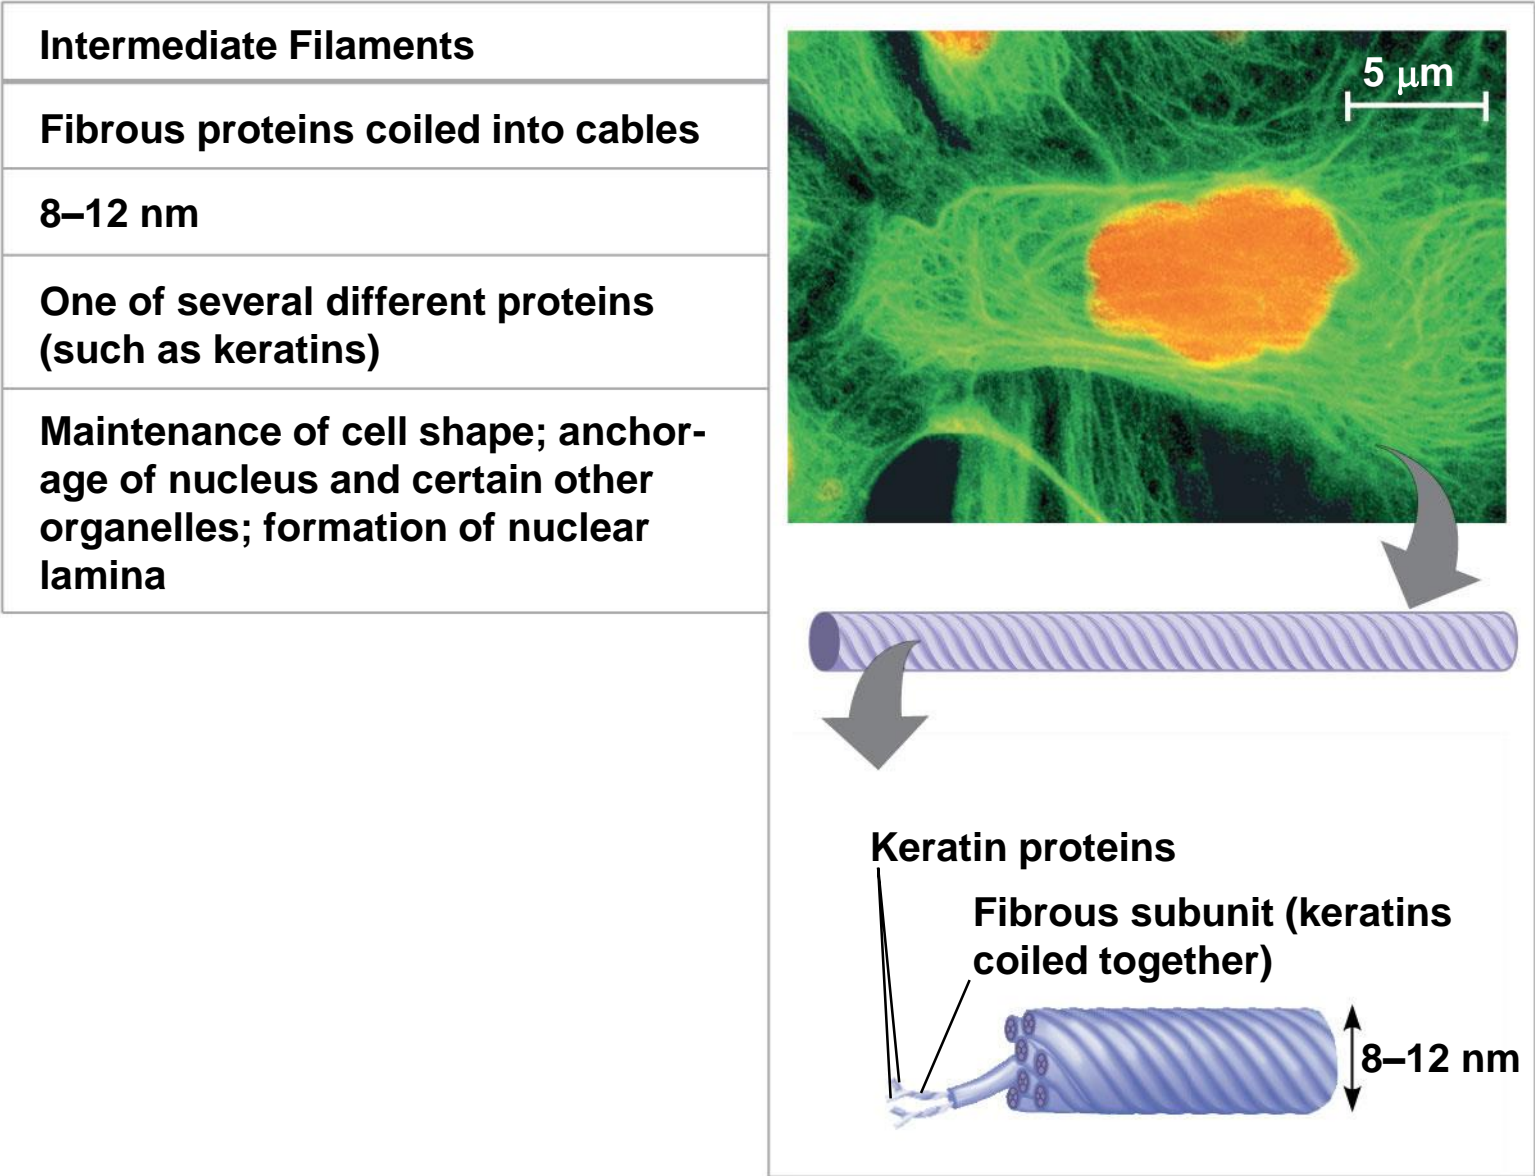 Intermediate Filaments
Fibrous proteins coiled into cables
8–12 nm
One of several different proteins
(such as keratins)
Maintenance of cell shape; anchor-
age of nucleus and certain other
organelles; formation of nuclear
lamina
5 μm
Keratin proteins
Fibrous subunit (keratins
coiled together)
8–12 nm